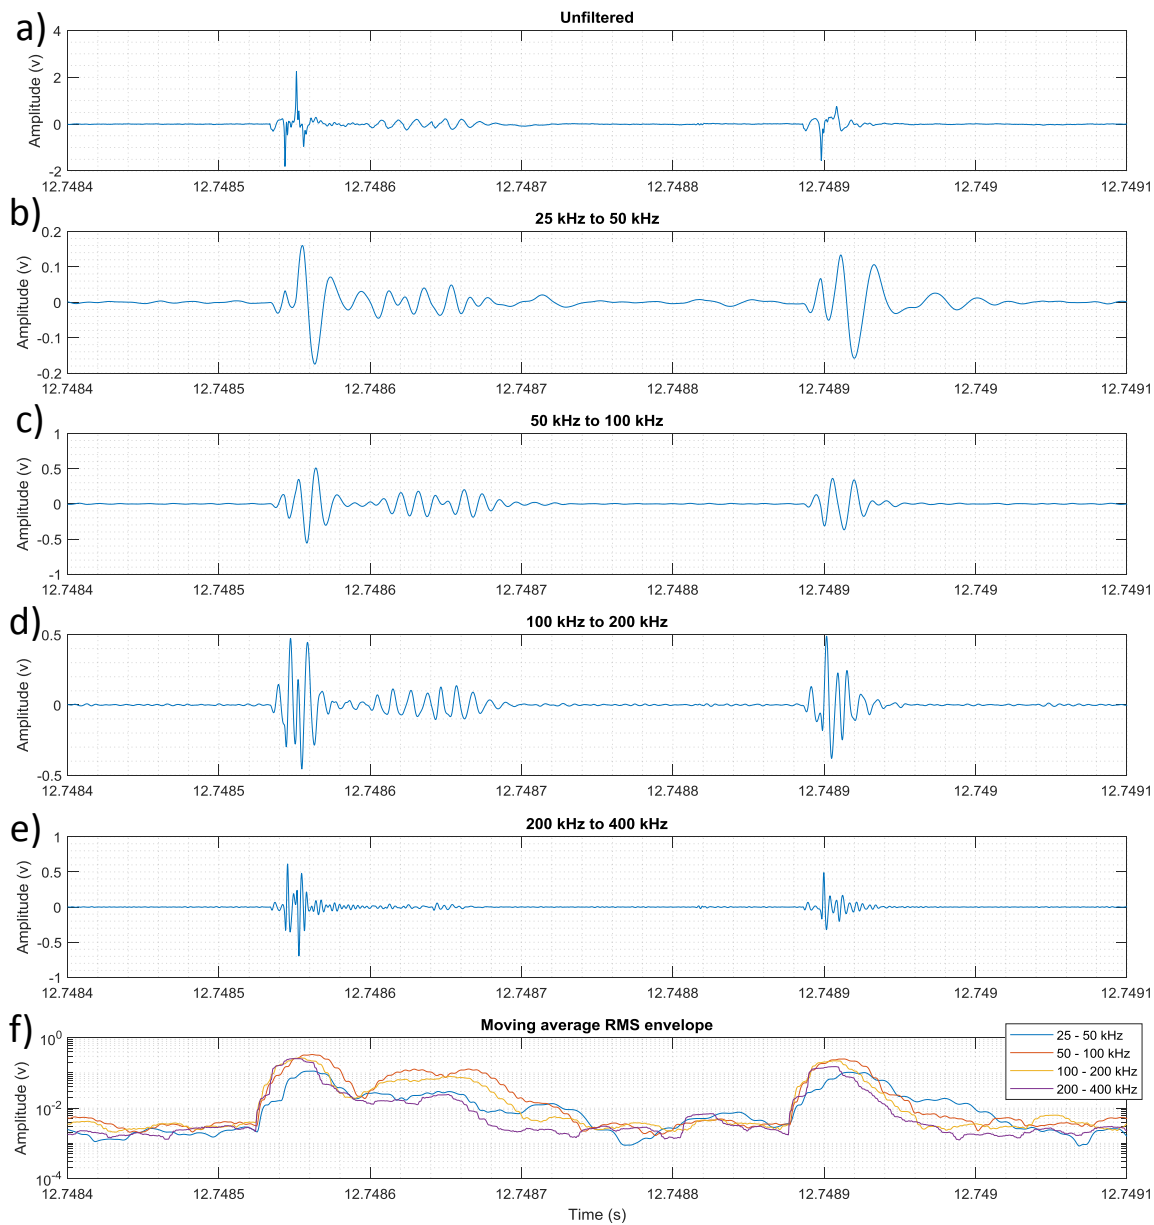 a)
Unfiltered
Amplitude (v)
4
2
0
-2
12.7484 12.7485 12.7486 12.7487 12.7488 12.7489 12.749 12.7491
b)
25 kHz to 50 kHz
Amplitude (v)
0.2
0.1
0
-0.1
-0.2
12.7484 12.7485 12.7486 12.7487 12.7488 12.7489 12.749 12.7491
c)
50 kHz to 100 kHz
Amplitude (v)
1
0.5
0
-0.5
-1
12.7484 12.7485 12.7486 12.7487 12.7488 12.7489 12.749 12.7491
d)
100 kHz to 200 kHz
Amplitude (v)
0.5
0
-0.5
12.7484 12.7485 12.7486 12.7487 12.7488 12.7489 12.749 12.7491
e)
200 kHz to 400 kHz
Amplitude (v)
1
0.5
0
-0.5
-1
12.7484 12.7485 12.7486 12.7487 12.7488 12.7489 12.749 12.7491
f)
Moving average RMS envelope
Amplitude (v)
10^0
10^-2
10^-4
25 - 50 kHz
50 - 100 kHz
100 - 200 kHz
200 - 400 kHz
12.7484 12.7485 12.7486 12.7487 12.7488 12.7489 12.749 12.7491
Time (s)